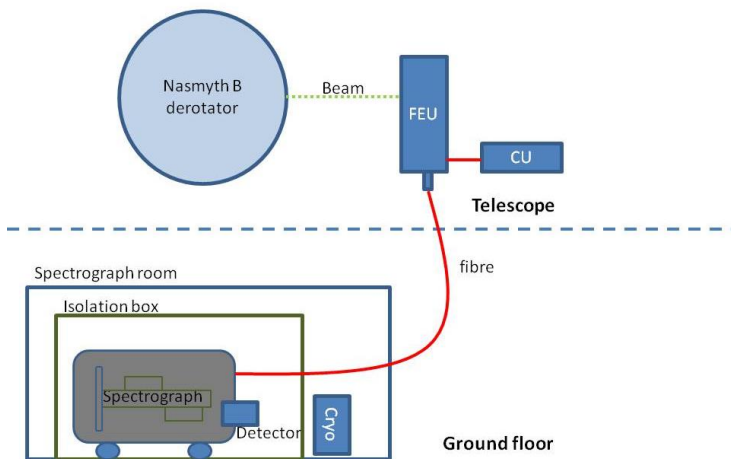 Nasmyth B
derotator
Beam
FEU
CU
Telescope
fibre
Spectrograph room
Isolation box
Spectrograph
Detector
Cryo
Ground floor